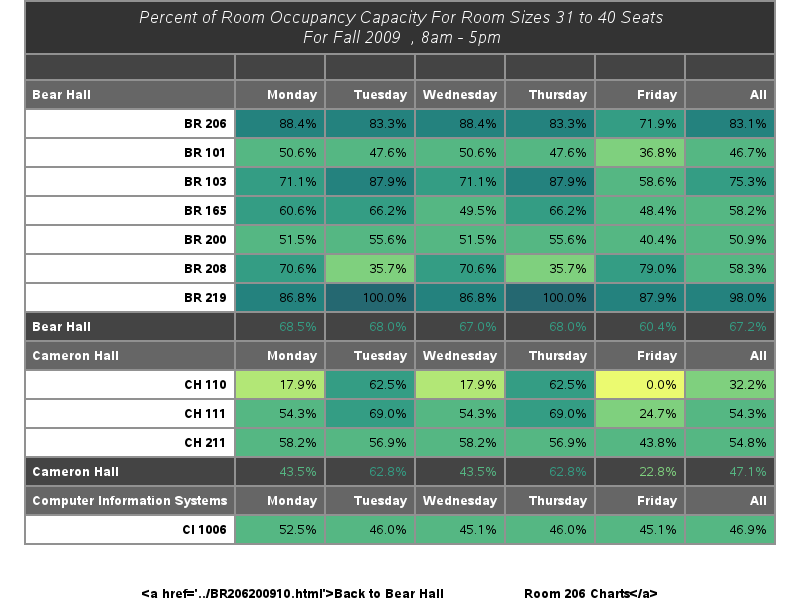 Percent of Room Occupancy Capacity For Room Sizes 31 to 40 Seats
For Fall 2009 , 8am - 5pm
Bear Hall Monday Tuesday Wednesday Thursday Friday All
BR 206 88.4% 83.3% 88.4% 83.3% 71.9% 83.1%
BR 101 50.6% 47.6% 50.6% 47.6% 36.8% 46.7%
BR 103 71.1% 87.9% 71.1% 87.9% 58.6% 75.3%
BR 165 60.6% 66.2% 49.5% 66.2% 48.4% 58.2%
BR 200 51.5% 55.6% 51.5% 55.6% 40.4% 50.9%
BR 208 70.6% 35.7% 70.6% 35.7% 79.0% 58.3%
BR 219 86.8% 100.0% 86.8% 100.0% 87.9% 98.0%
Bear Hall 68.5% 68.0% 67.0% 68.0% 60.4% 67.2%
Cameron Hall Monday Tuesday Wednesday Thursday Friday All
CH 110 17.9% 62.5% 17.9% 62.5% 0.0% 32.2%
CH 111 54.3% 69.0% 54.3% 69.0% 24.7% 54.3%
CH 211 58.2% 56.9% 58.2% 56.9% 43.8% 54.8%
Cameron Hall 43.5% 62.8% 43.5% 62.8% 22.8% 47.1%
Computer Information Systems Monday Tuesday Wednesday Thursday Friday All
CI 1006 52.5% 46.0% 45.1% 46.0% 45.1% 46.9%
<a href='../BR206200910.html'>Back to Bear Hall Room 206 Charts</a>